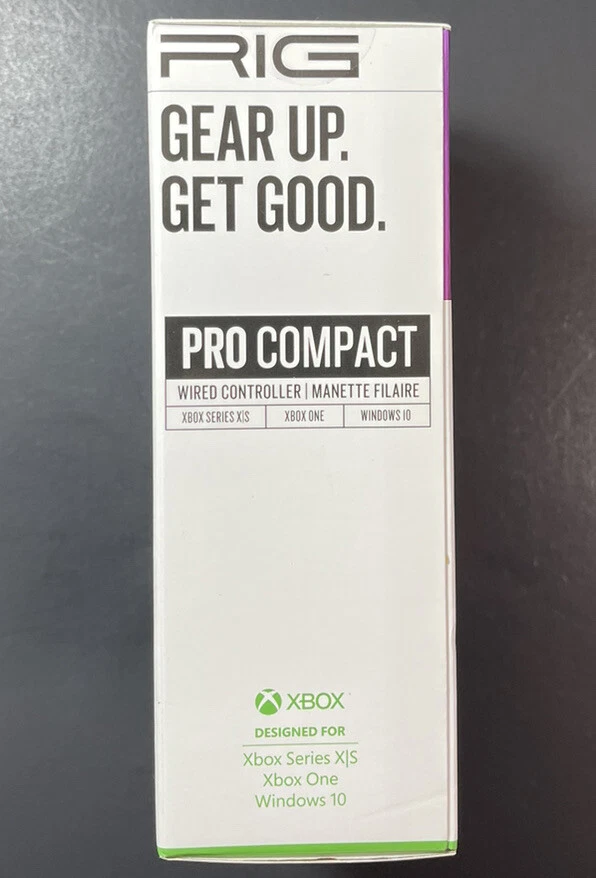 RIG
GEAR UP.
GET GOOD.
PRO COMPACT
WIRED CONTROLLER | MANETTE FILAIRE
XBOX SERIES X|S XBOX ONE WINDOWS 10
XBOX
DESIGNED FOR
Xbox Series X|S
Xbox One
Windows 10